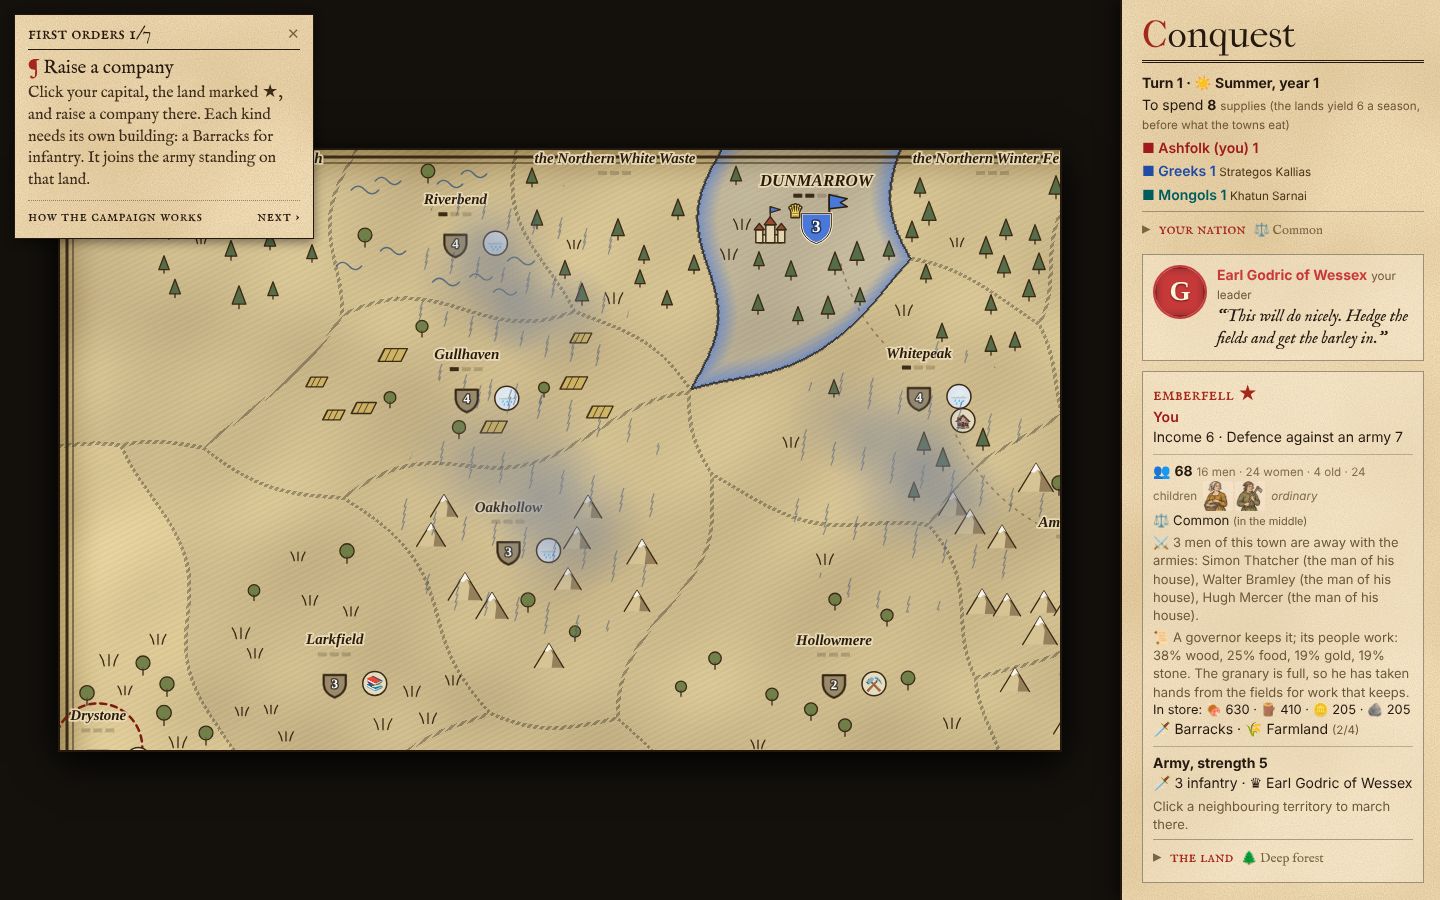 FIRST ORDERS 1/7 ×
¶ Raise a company
Click your capital, the land marked ★,
and raise a company there. Each kind
needs its own building: a Barracks for
infantry. It joins the army standing on
that land.
HOW THE CAMPAIGN WORKS NEXT ›
h
the Northern White Waste
the Northern Winter Fe
DUNMARROW
3
Riverbend
4
Gullhaven
4
Whitepeak
4
Oakhollow
3
Am
Larkfield
3
Hollowmere
2
Drystone
Conquest
Turn 1 · ☀️ Summer, year 1
To spend 8 supplies (the lands yield 6 a season,
before what the towns eat)
Ashfolk (you) 1
Greeks 1 Strategos Kallias
Mongols 1 Khatun Sarnai
▶ YOUR NATION ⚖️ Common
G
Earl Godric of Wessex your
leader
“This will do nicely. Hedge the
fields and get the barley in.”
EMBERFELL ★
You
Income 6 · Defence against an army 7
👥 68 16 men · 24 women · 4 old · 24
children ordinary
⚖️ Common (in the middle)
⚔️ 3 men of this town are away with the
armies: Simon Thatcher (the man of his
house), Walter Bramley (the man of his
house), Hugh Mercer (the man of his
house).
📜 A governor keeps it; its people work:
38% wood, 25% food, 19% gold, 19%
stone. The granary is full, so he has taken
hands from the fields for work that keeps.
In store: 🍖 630 · 🪵 410 · 🪙 205 · 🪨 205
🗡️ Barracks · 🌾 Farmland (2/4)
Army, strength 5
🗡️ 3 infantry · ♛ Earl Godric of Wessex
Click a neighbouring territory to march
there.
▶ THE LAND 🌲 Deep forest